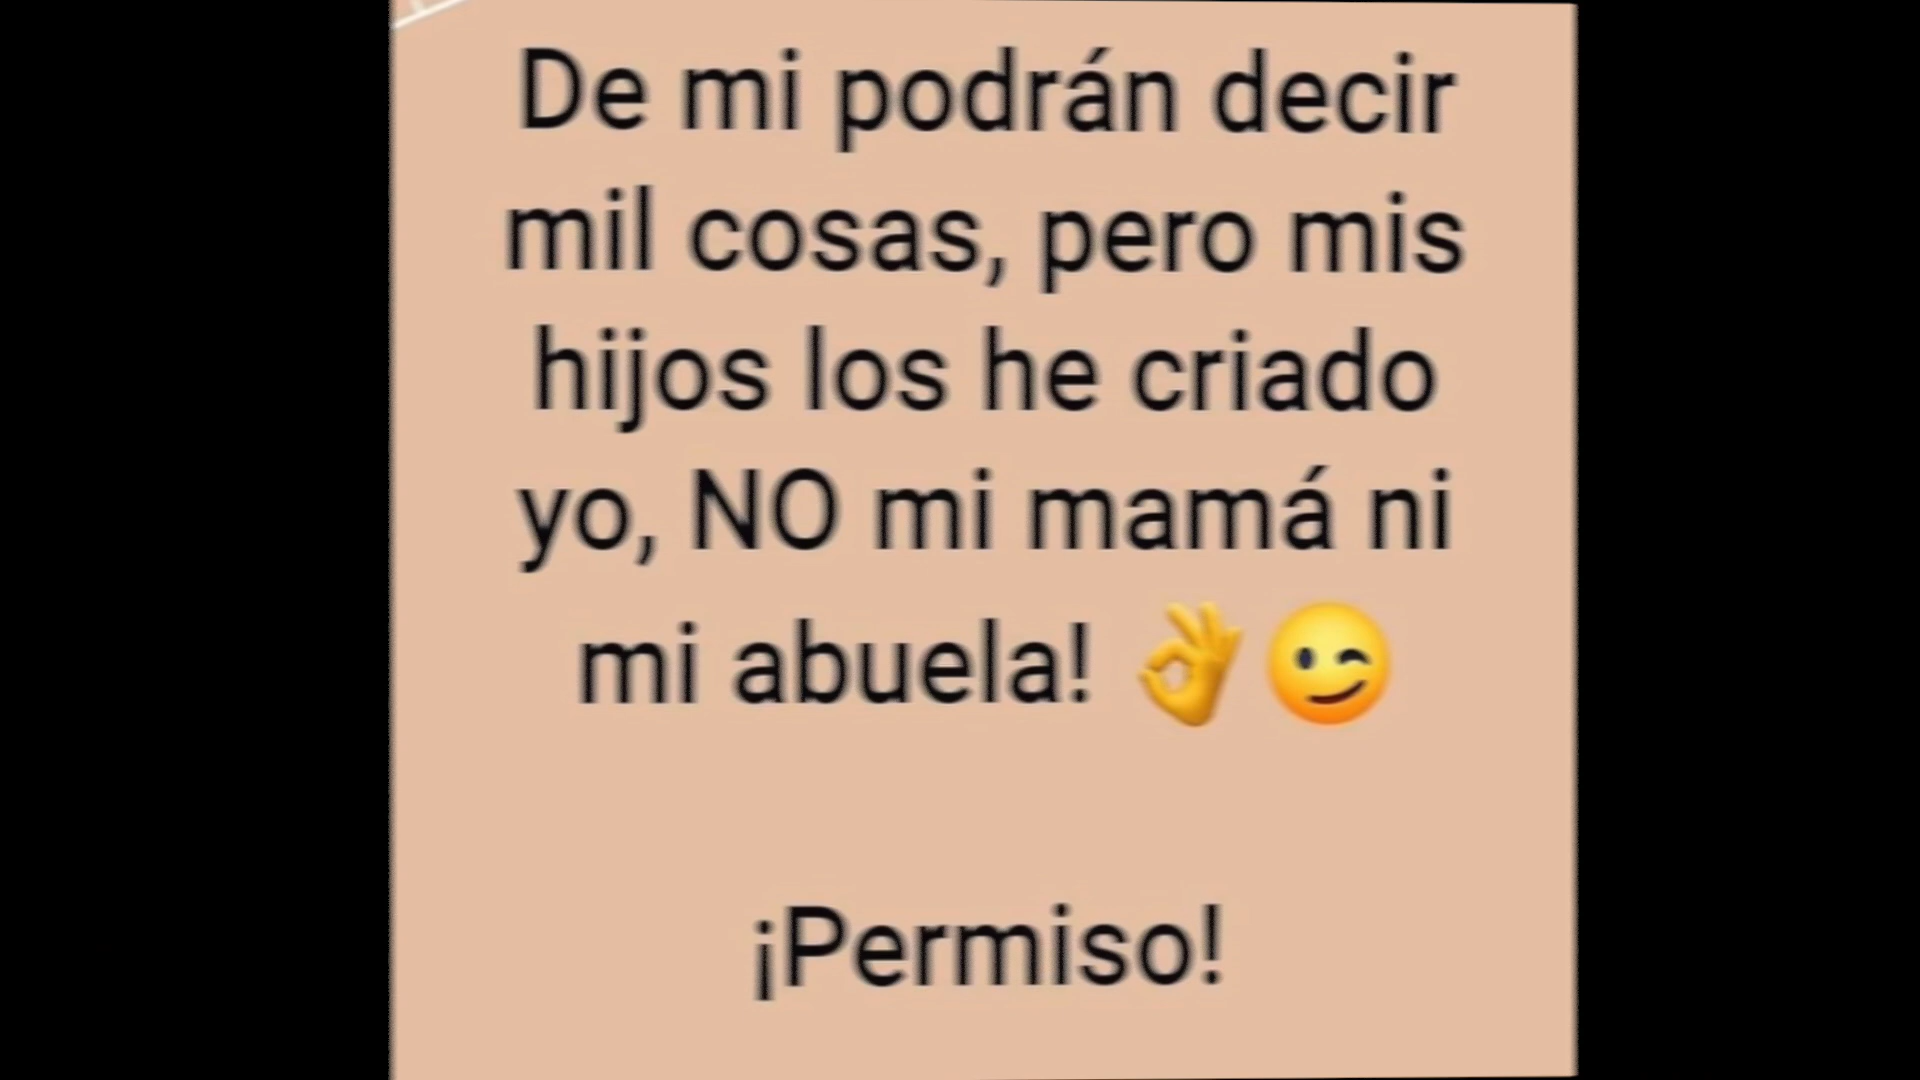 De mi podrán decir
mil cosas, pero mis
hijos los he criado
yo, NO mi mamá ni
mi abuela! 👌😉
¡Permiso!